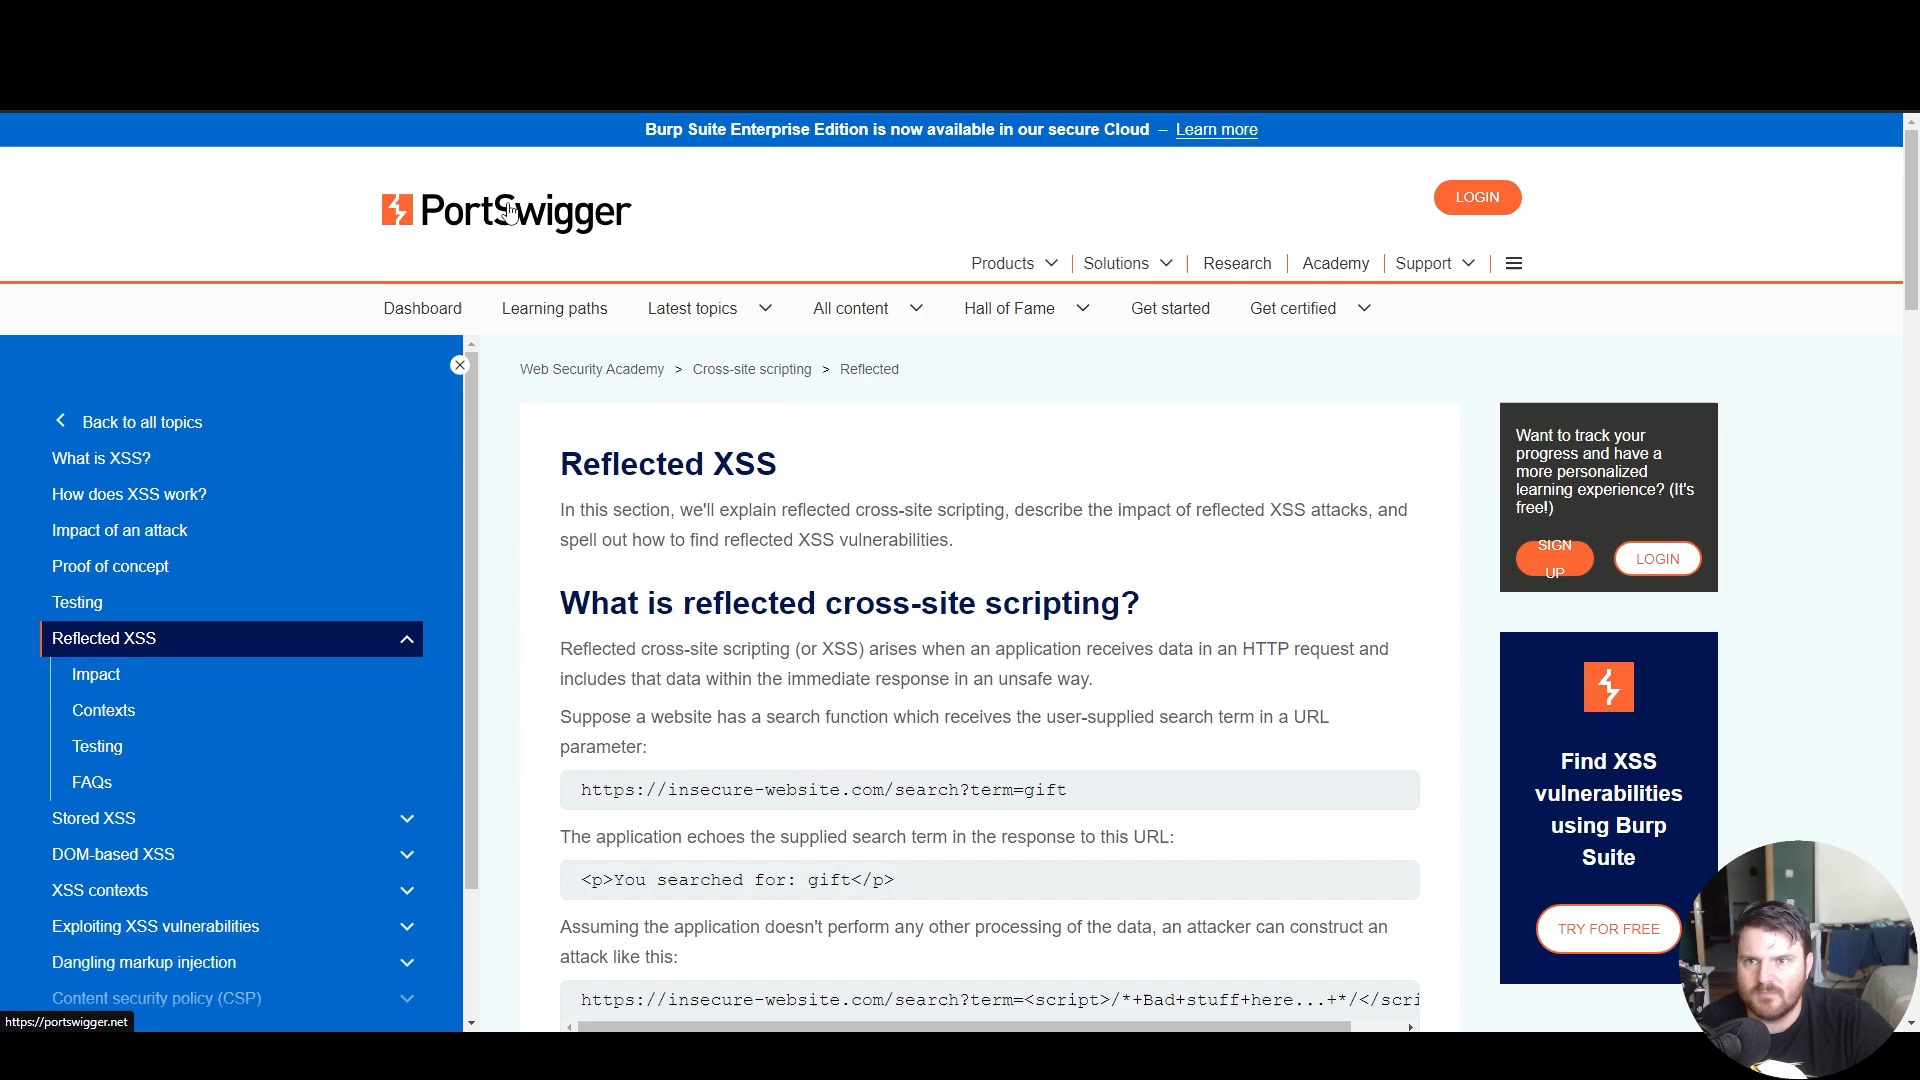 Burp Suite Enterprise Edition is now available in our secure Cloud – Learn more
PortSwigger
LOGIN
Products
Solutions
Research
Academy
Support
Dashboard
Learning paths
Latest topics
All content
Hall of Fame
Get started
Get certified
Back to all topics
What is XSS?
How does XSS work?
Impact of an attack
Proof of concept
Testing
Reflected XSS
Impact
Contexts
Testing
FAQs
Stored XSS
DOM-based XSS
XSS contexts
Exploiting XSS vulnerabilities
Dangling markup injection
Content security policy (CSP)
https://portswigger.net
Web Security Academy > Cross-site scripting > Reflected
Reflected XSS
In this section, we'll explain reflected cross-site scripting, describe the impact of reflected XSS attacks, and
spell out how to find reflected XSS vulnerabilities.
What is reflected cross-site scripting?
Reflected cross-site scripting (or XSS) arises when an application receives data in an HTTP request and
includes that data within the immediate response in an unsafe way.
Suppose a website has a search function which receives the user-supplied search term in a URL
parameter:
https://insecure-website.com/search?term=gift
The application echoes the supplied search term in the response to this URL:
<p>You searched for: gift</p>
Assuming the application doesn't perform any other processing of the data, an attacker can construct an
attack like this:
https://insecure-website.com/search?term=<script>/*+Bad+stuff+here...+*/</scri
Want to track your
progress and have a
more personalized
learning experience? (It's
free!)
SIGN
UP
LOGIN
Find XSS
vulnerabilities
using Burp
Suite
TRY FOR FREE